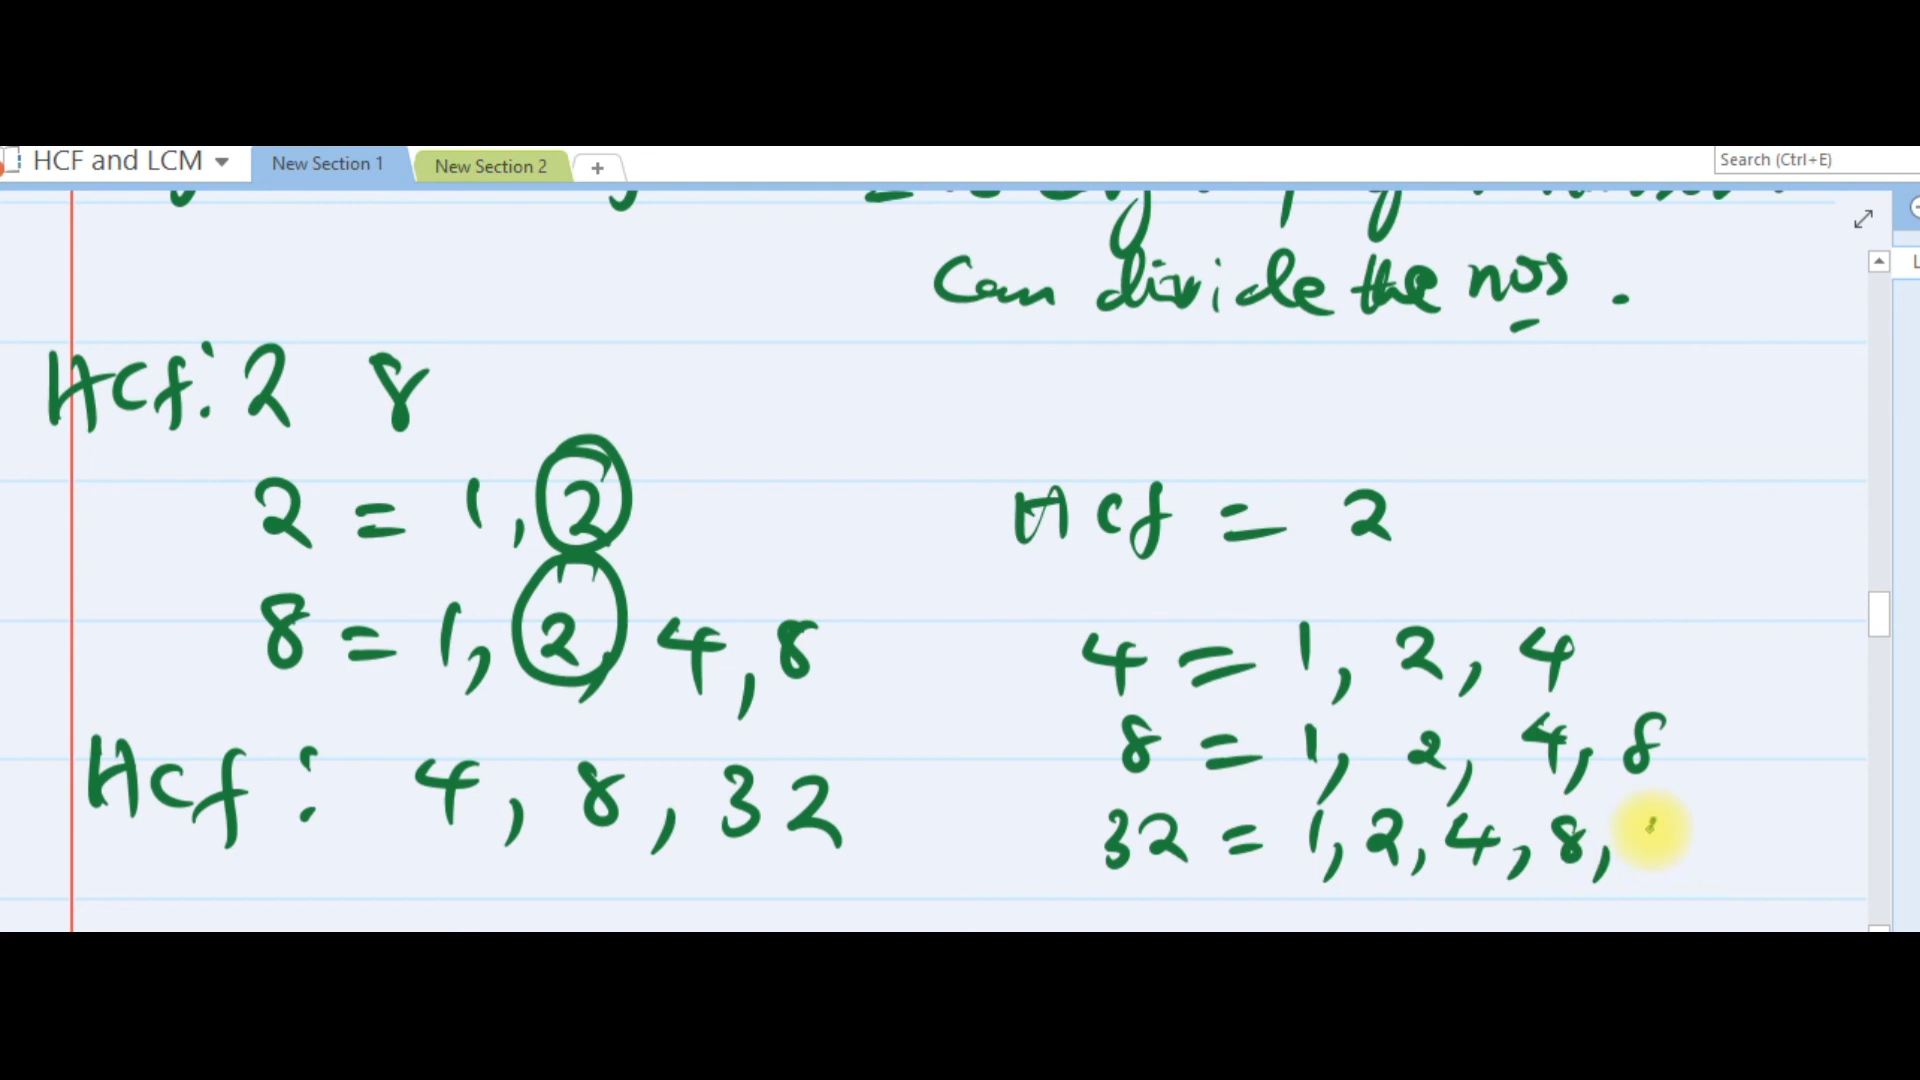 HCF and LCM
New Section 1
New Section 2
+
Search (Ctrl+E)
Can divide the nos.
Hcf: 2 8
2 = 1, 2
8 = 1, 2, 4, 8
Hcf = 2
Hcf: 4, 8, 32
4 = 1, 2, 4
8 = 1, 2, 4, 8
32 = 1, 2, 4, 8,